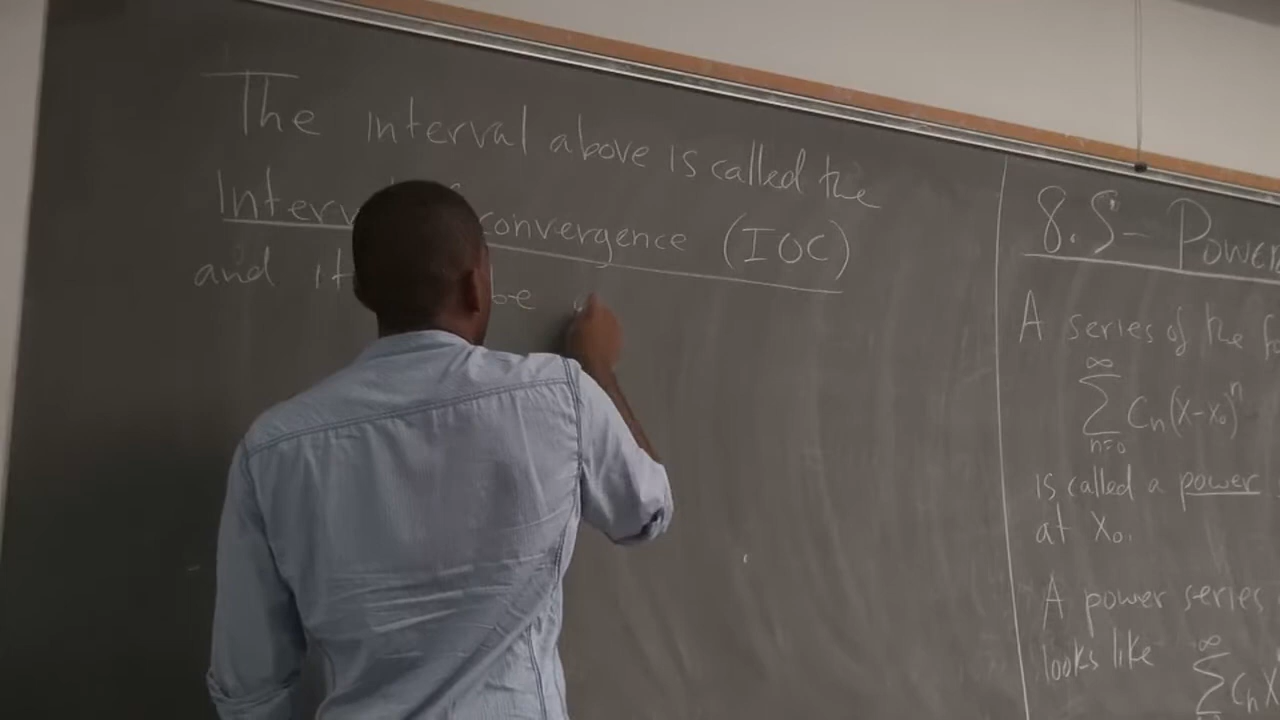 The interval above is called the
Interv convergence (IOC)
and it be
8.5- Power
A series of the
∞
∑ Cn(x-x0)^n
n=0
is called a power
at x0.
A power series
looks like ∞
∑ Cn X